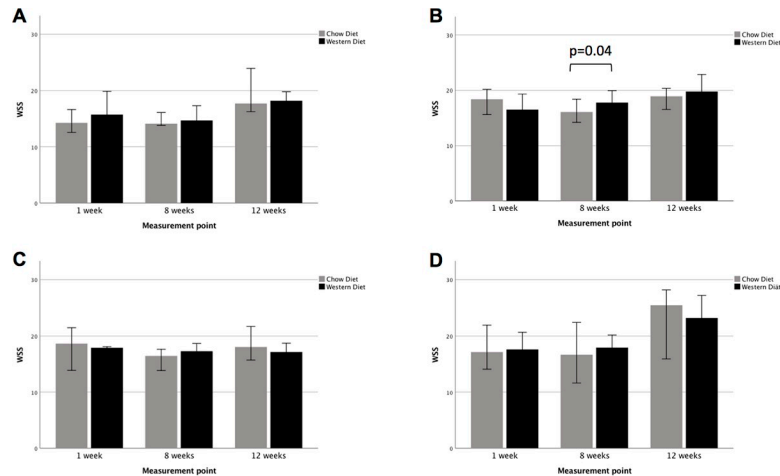 A
Chow Diet
Western Diet
30
20
10
0
WSS
1 week 8 weeks 12 weeks
Measurement point
B
Chow Diet
Western Diet
p=0.04
30
20
10
0
WSS
1 week 8 weeks 12 weeks
Measurement point
C
Chow Diet
Western Diet
30
20
10
0
WSS
1 week 8 weeks 12 weeks
Measurement point
D
Chow Diet
Western Diät
30
20
10
0
WSS
1 week 8 weeks 12 weeks
Measurement point